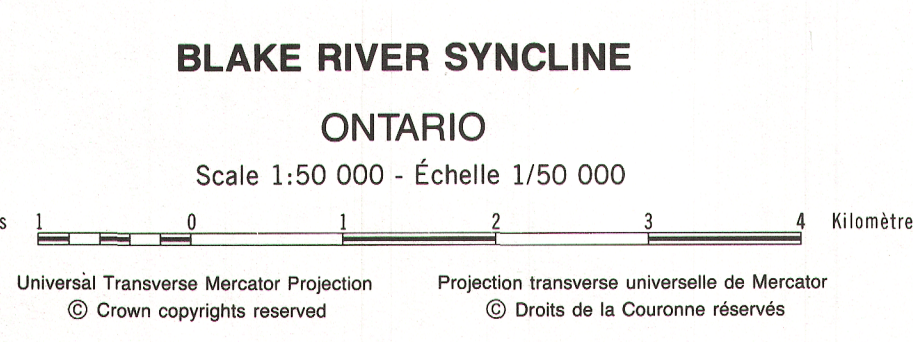 BLAKE RIVER SYNCLINE
ONTARIO
Scale 1:50 000 - Échelle 1/50 000
s 1 0 1 2 3 4 Kilomètre
Universal Transverse Mercator Projection Projection transverse universelle de Mercator
© Crown copyrights reserved © Droits de la Couronne réservés